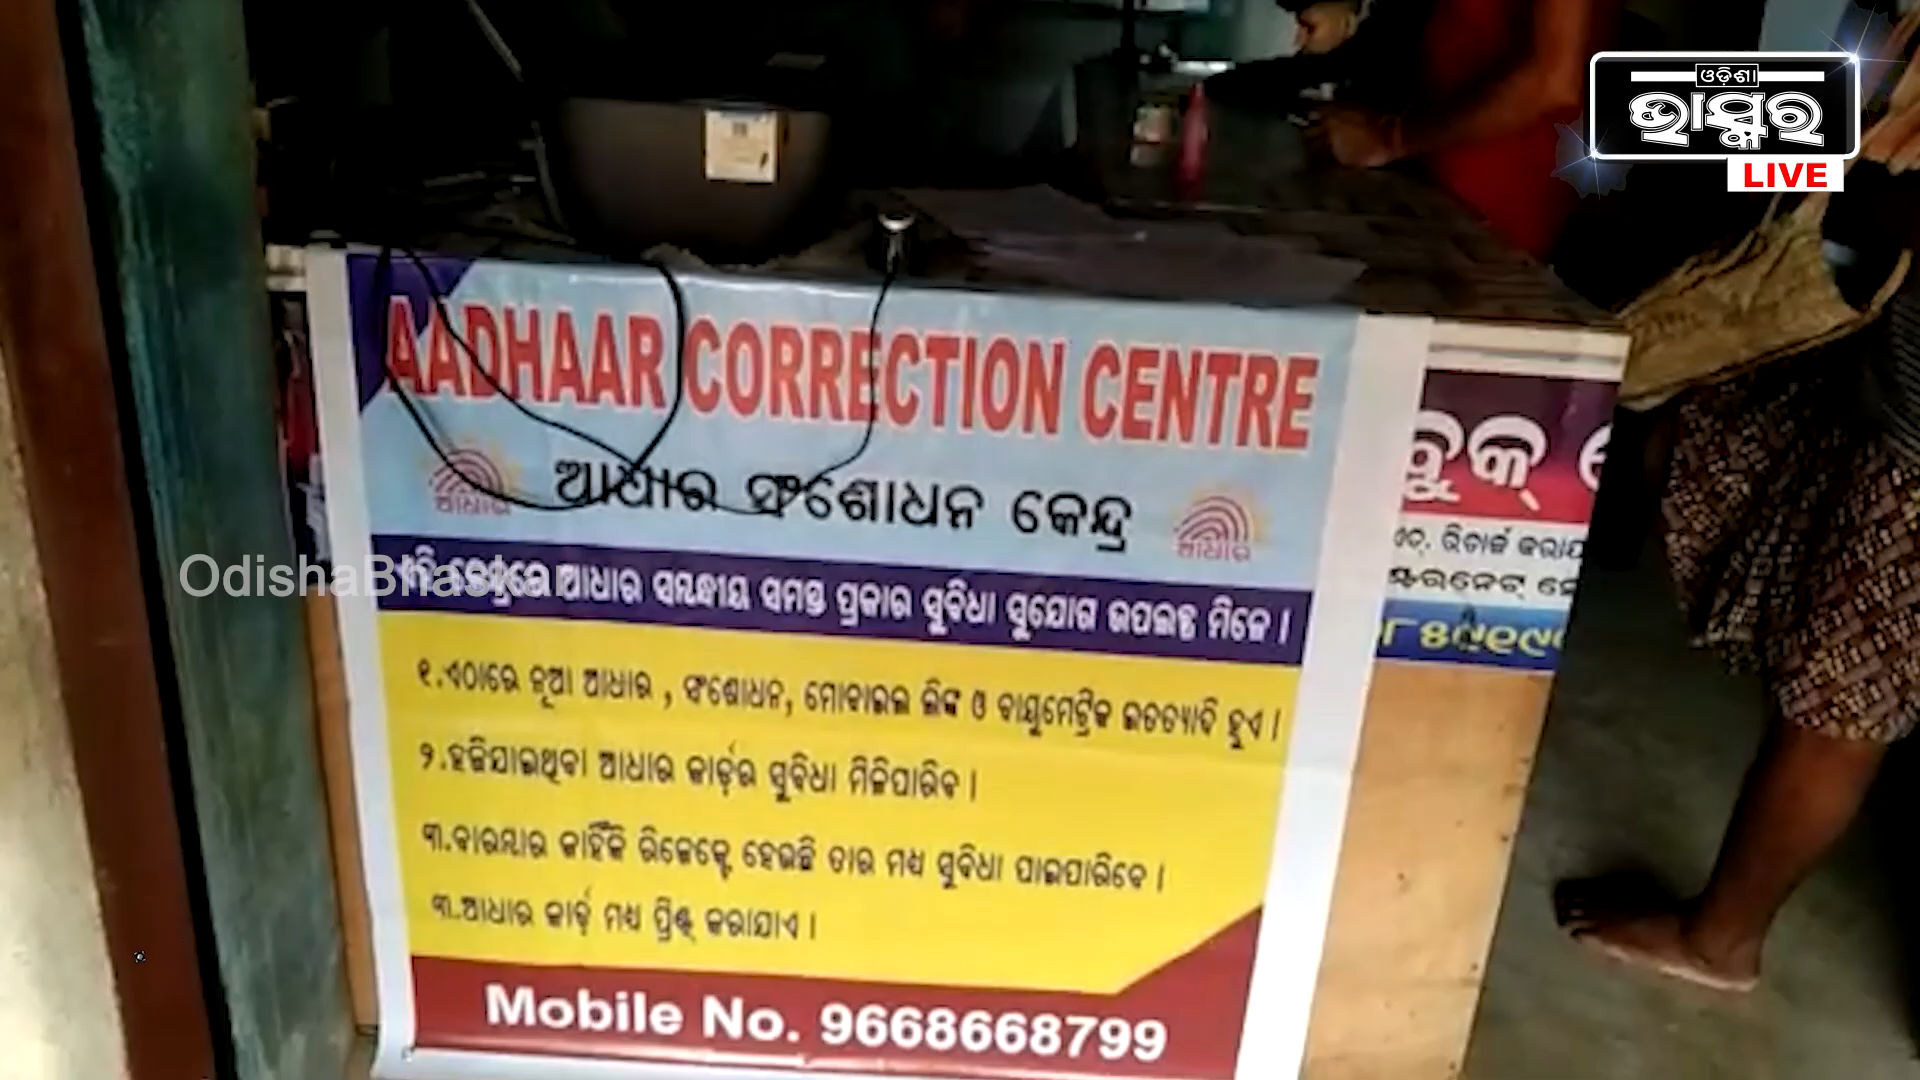 ଓଡ଼ିଶା
ଭାସ୍କର
LIVE
AADHAAR CORRECTION CENTRE
ଆଧାର ସଂଶୋଧନ କେନ୍ଦ୍ର
ଆଧାର
ଆଧାର
OdishaBhaskar
ଆଧାର ସମ୍ବନ୍ଧୀୟ ସମସ୍ତ ପ୍ରକାର ସୁବିଧା ସୁଯୋଗ ଉପଲବ୍ଧ ମିଳେ ।
୧.ଏଠାରେ ନୂଆ ଆଧାର , ସଂଶୋଧନ, ମୋବାଇଲ ଲିଙ୍କ ଓ ବାୟୁମେଟ୍ରିକ ଇତତ୍ୟାଦି ହୁଏ ।
୨.ହଜିଯାଇଥିବା ଆଧାର କାର୍ଡ଼ର ସୁବିଧା ମିଳିପାରିବ ।
୩.ବାରମ୍ବାର କାହିଁକି ରିଜେକ୍ଟ ହେଉଛି ତାର ମଧ୍ୟ ସୁବିଧା ପାଇପାରିବେ ।
୩.ଆଧାର କାର୍ଡ଼ ମଧ୍ୟ ପ୍ରିଣ୍ଟ୍ କରାଯାଏ ।
Mobile No. 9668668799
ରିଚାର୍ଜ